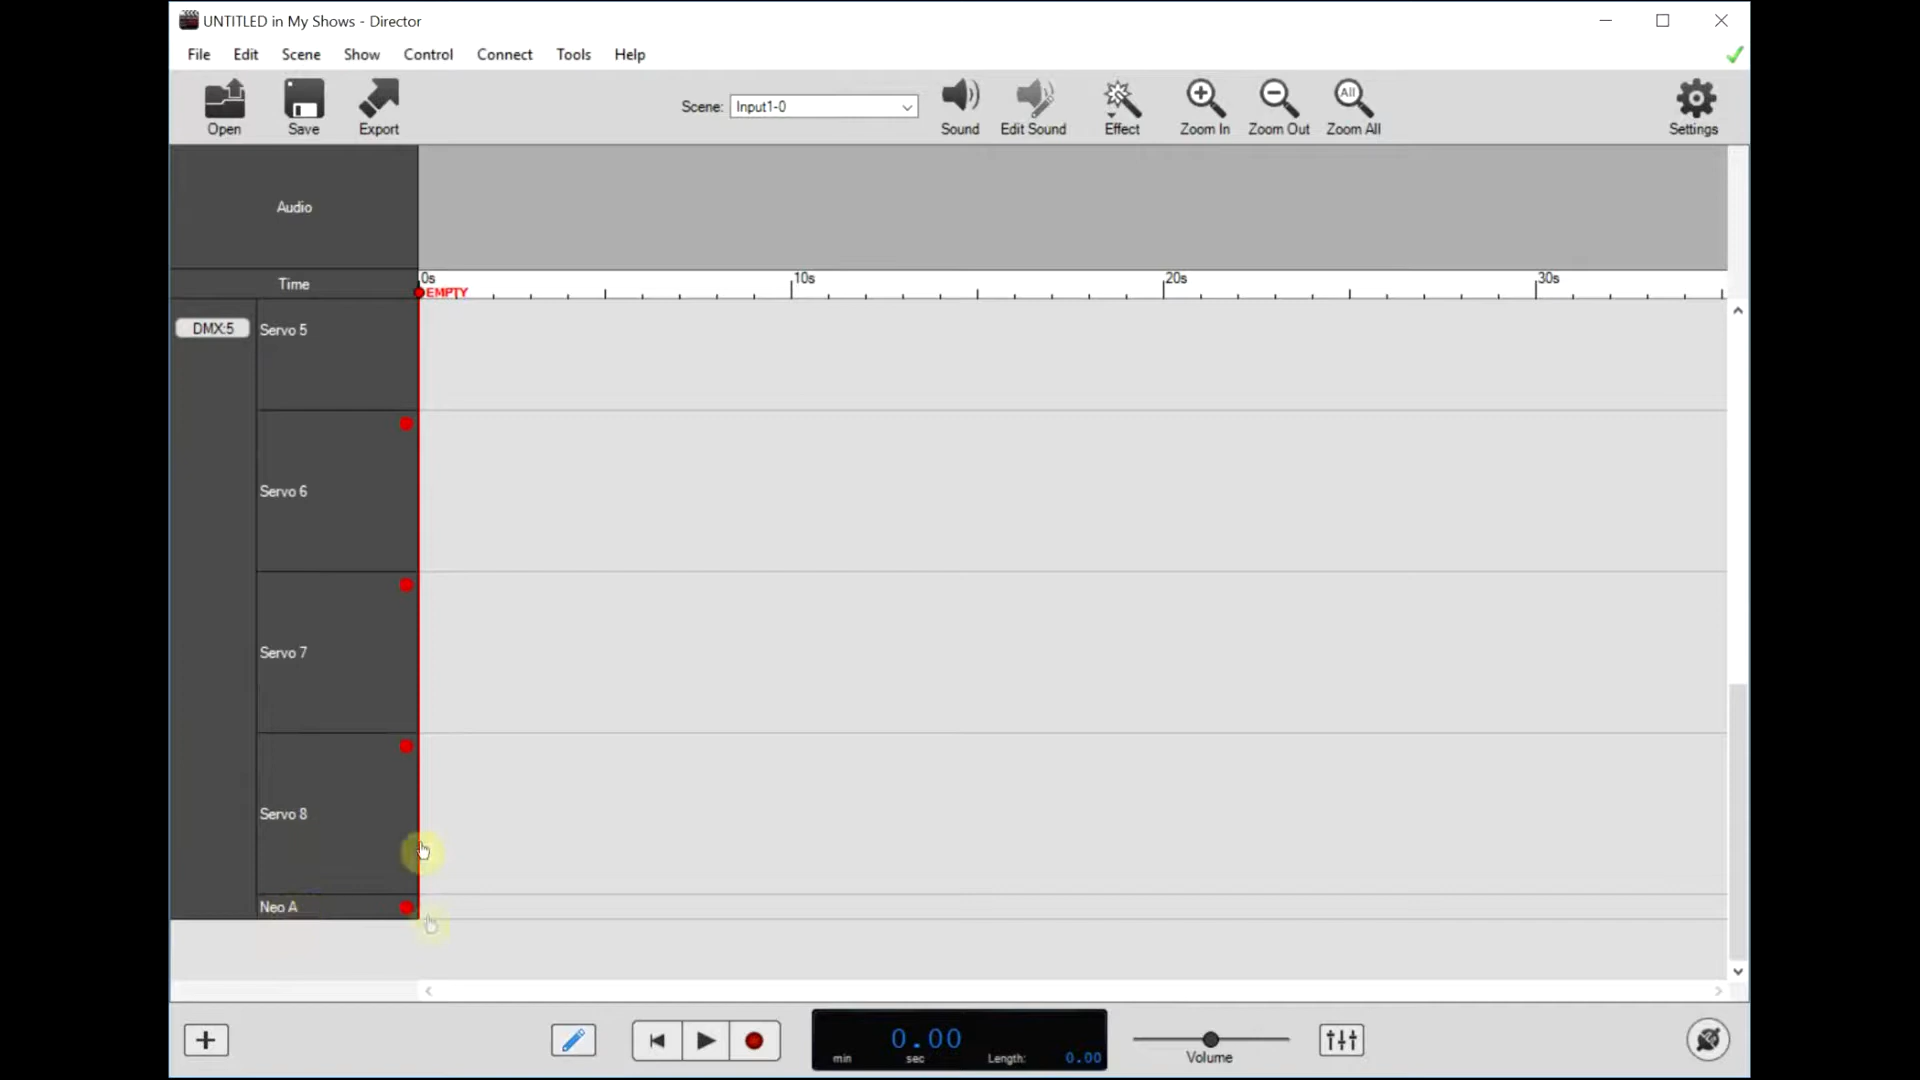 UNTITLED in My Shows - Director
File Edit Scene Show Control Connect Tools Help
Open Save Export Scene: Input1-0 Sound Edit Sound Effect Zoom In Zoom Out All Zoom All Settings
Audio
Time 0s 10s 20s 30s
EMPTY
DMX:5 Servo 5
Servo 6
Servo 7
Servo 8
Neo A
0.00
min sec Length: 0.00
Volume